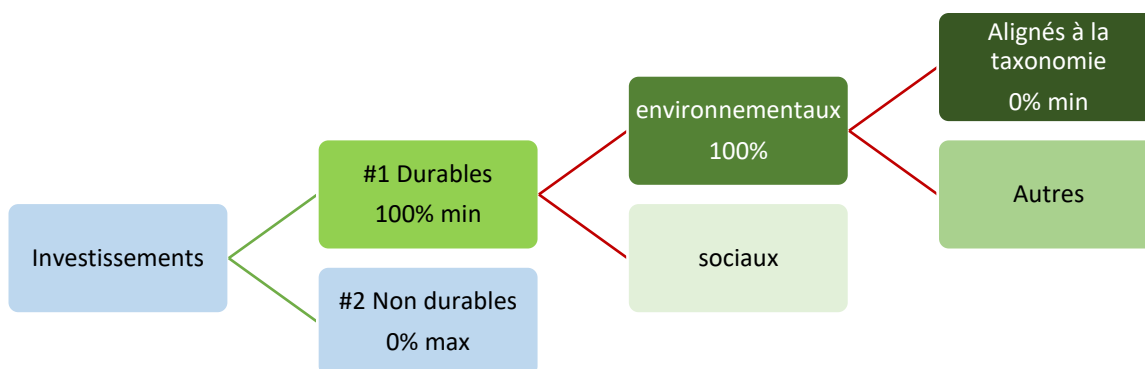 Investissements
#1 Durables
100% min
#2 Non durables
0% max
environnementaux
100%
sociaux
Alignés à la
taxonomie
0% min
Autres